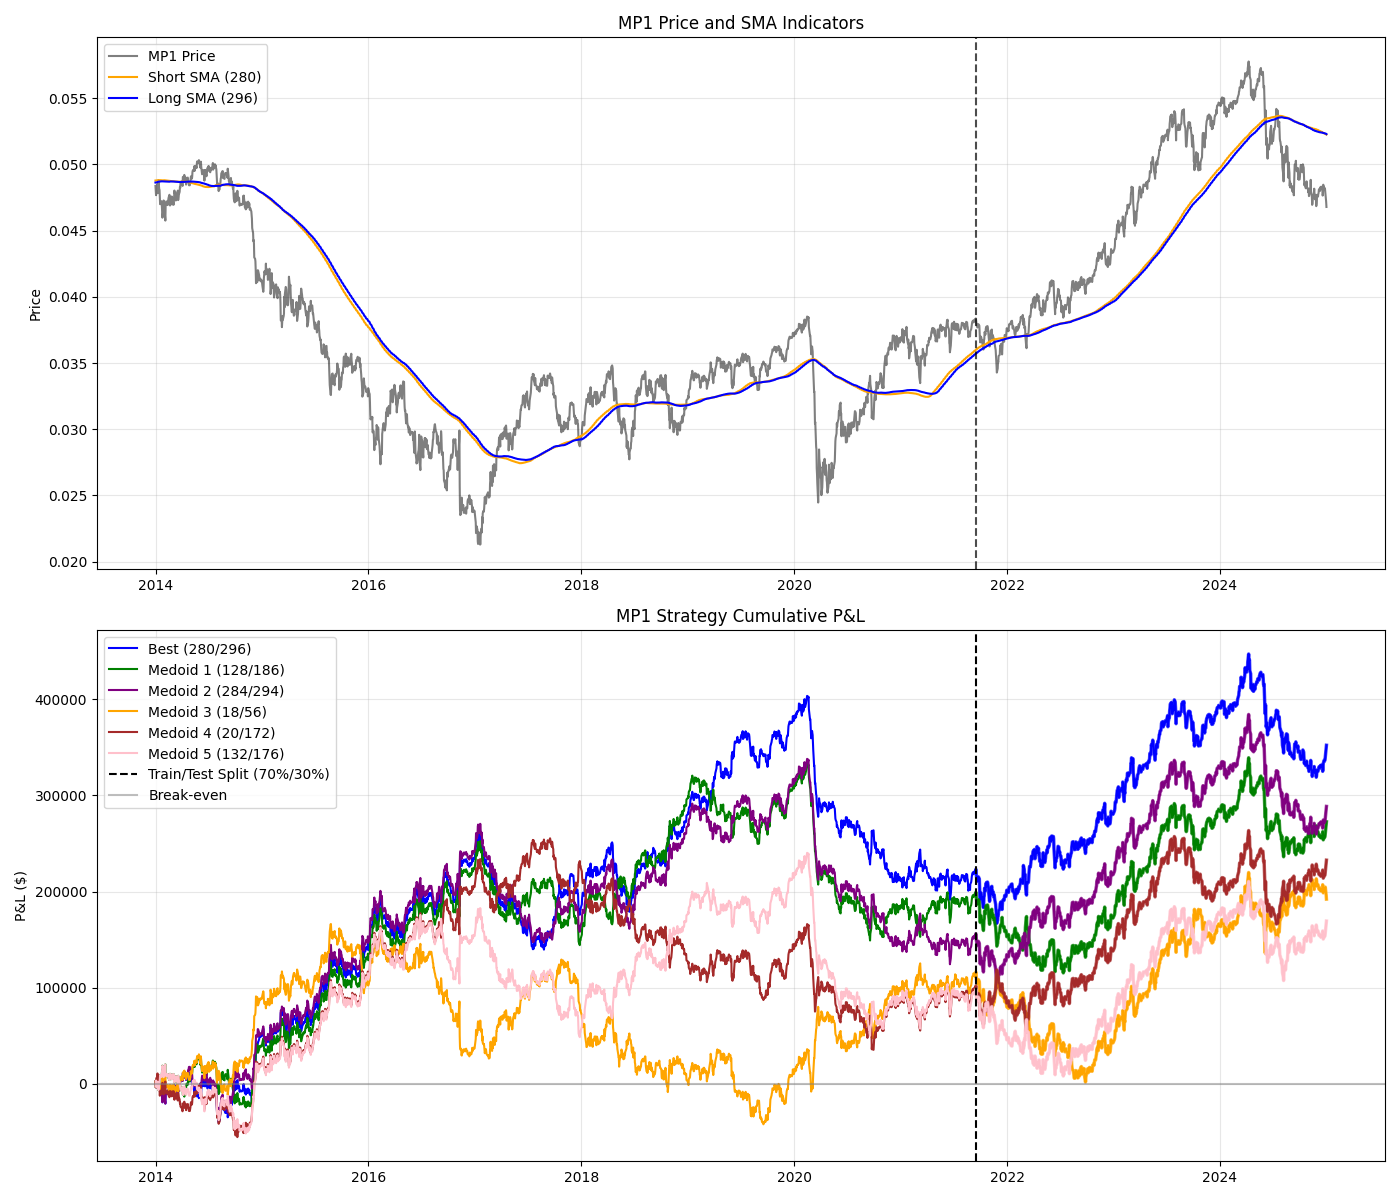 MP1 Price and SMA Indicators
MP1 Price
Short SMA (280)
Long SMA (296)
Price
0.055
0.050
0.045
0.040
0.035
0.030
0.025
0.020
2014
2016
2018
2020
2022
2024
MP1 Strategy Cumulative P&L
Best (280/296)
Medoid 1 (128/186)
Medoid 2 (284/294)
Medoid 3 (18/56)
Medoid 4 (20/172)
Medoid 5 (132/176)
Train/Test Split (70%/30%)
Break-even
P&L ($)
400000
300000
200000
100000
0
2014
2016
2018
2020
2022
2024